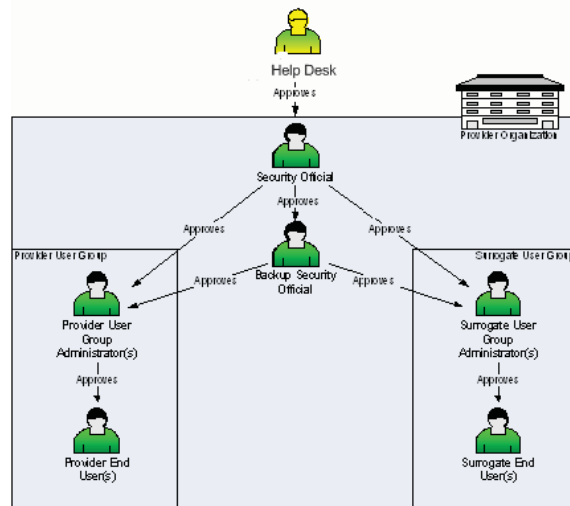 Help Desk
Approves
Provider Organization
Security Official
Approves
Approves
Approves
Provider User Group
Surrogate User Group
Backup Security
Official
Approves
Approves
Provider User
Group
Administrator(s)
Surrogate User
Group
Administrator(s)
Approves
Approves
Provider End
User(s)
Surrogate End
User(s)